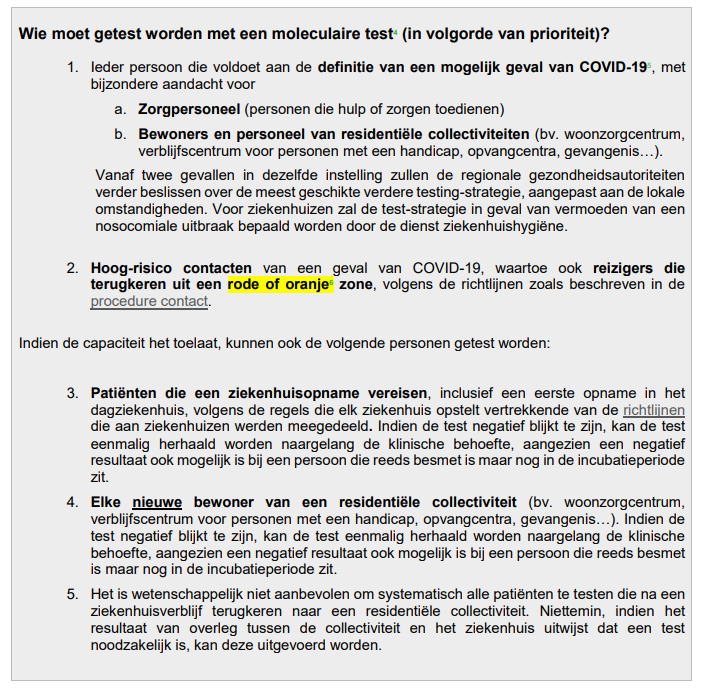 Wie moet getest worden met een moleculaire test⁴ (in volgorde van prioriteit)?
1. Ieder persoon die voldoet aan de definitie van een mogelijk geval van COVID-19⁵, met
bijzondere aandacht voor
a. Zorgpersoneel (personen die hulp of zorgen toedienen)
b. Bewoners en personeel van residentiële collectiviteiten (bv. woonzorgcentrum,
verblijfscentrum voor personen met een handicap, opvangcentra, gevangenis…).
Vanaf twee gevallen in dezelfde instelling zullen de regionale gezondheidsautoriteiten
verder beslissen over de meest geschikte verdere testing-strategie, aangepast aan de lokale
omstandigheden. Voor ziekenhuizen zal de test-strategie in geval van vermoeden van een
nosocomiale uitbraak bepaald worden door de dienst ziekenhuishygiëne.
2. Hoog-risico contacten van een geval van COVID-19, waartoe ook reizigers die
terugkeren uit een rode of oranje⁶ zone, volgens de richtlijnen zoals beschreven in de
procedure contact.
Indien de capaciteit het toelaat, kunnen ook de volgende personen getest worden:
3. Patiënten die een ziekenhuisopname vereisen, inclusief een eerste opname in het
dagziekenhuis, volgens de regels die elk ziekenhuis opstelt vertrekkende van de richtlijnen
die aan ziekenhuizen werden meegedeeld. Indien de test negatief blijkt te zijn, kan de test
eenmalig herhaald worden naargelang de klinische behoefte, aangezien een negatief
resultaat ook mogelijk is bij een persoon die reeds besmet is maar nog in de incubatieperiode
zit.
4. Elke nieuwe bewoner van een residentiële collectiviteit (bv. woonzorgcentrum,
verblijfscentrum voor personen met een handicap, opvangcentra, gevangenis…). Indien de
test negatief blijkt te zijn, kan de test eenmalig herhaald worden naargelang de klinische
behoefte, aangezien een negatief resultaat ook mogelijk is bij een persoon die reeds besmet
is maar nog in de incubatieperiode zit.
5. Het is wetenschappelijk niet aanbevolen om systematisch alle patiënten te testen die na een
ziekenhuisverblijf terugkeren naar een residentiële collectiviteit. Niettemin, indien het
resultaat van overleg tussen de collectiviteit en het ziekenhuis uitwijst dat een test
noodzakelijk is, kan deze uitgevoerd worden.